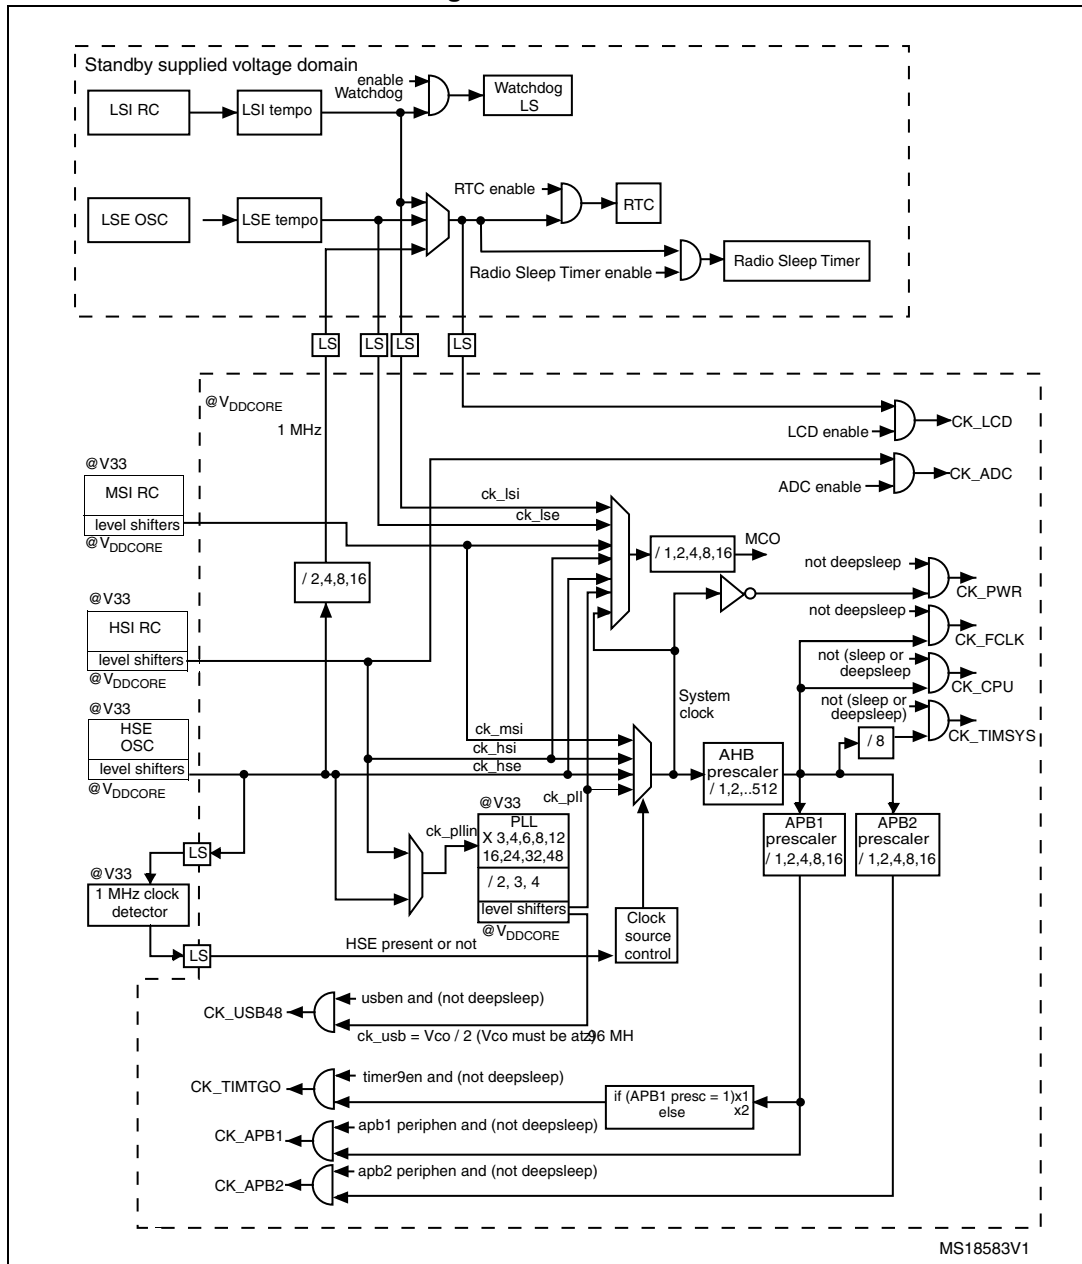 Standby supplied voltage domain
enable
Watchdog
Watchdog
LS
LSI RC
LSI tempo
RTC enable
RTC
LSE OSC
LSE tempo
Radio Sleep Timer enable
Radio Sleep Timer
LS
LS
LS
LS
@VDDCORE
1 MHz
LCD enable
CK_LCD
@V33
MSI RC
level shifters
@VDDCORE
ADC enable
CK_ADC
ck_lsi
ck_lse
/ 2,4,8,16
/ 1,2,4,8,16
MCO
not deepsleep
CK_PWR
@V33
HSI RC
level shifters
@VDDCORE
not deepsleep
CK_FCLK
not (sleep or
deepsleep
CK_CPU
System
clock
not (sleep or
deepsleep)
CK_TIMSYS
/ 8
@V33
HSE
OSC
level shifters
@VDDCORE
ck_msi
ck_hsi
ck_hse
ck_pll
AHB
prescaler
/ 1,2,..512
ck_pllin
@V33
PLL
X 3,4,6,8,12
16,24,32,48
/ 2, 3, 4
level shifters
@VDDCORE
APB1
prescaler
/ 1,2,4,8,16
APB2
prescaler
/ 1,2,4,8,16
LS
@V33
1 MHz clock
detector
LS
HSE present or not
Clock
source
control
CK_USB48
usben and (not deepsleep)
ck_usb = Vco / 2 (Vco must be at 96 MHz)
CK_TIMTGO
timer9en and (not deepsleep)
if (APB1 presc = 1)x1
else x2
CK_APB1
apb1 periphen and (not deepsleep)
CK_APB2
apb2 periphen and (not deepsleep)
MS18583V1